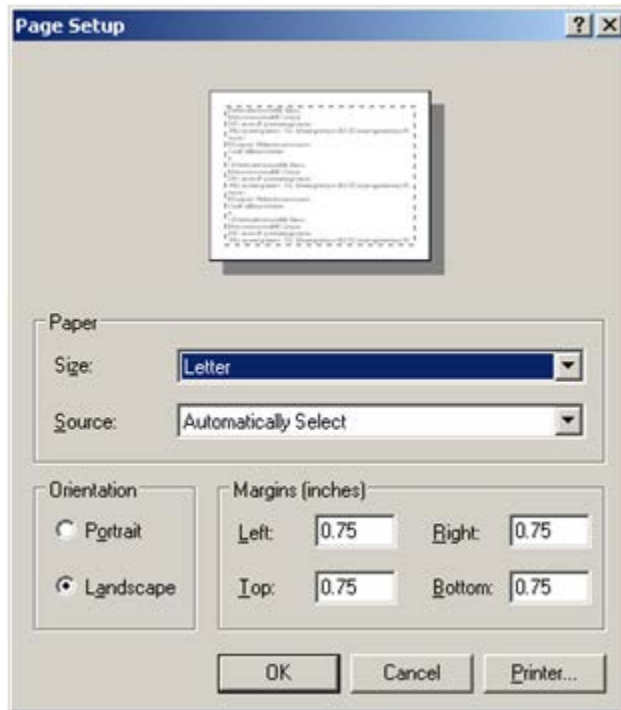 Page Setup
Paper
Size: Letter
Source: Automatically Select
Orientation
Portrait
Landscape
Margins (inches)
Left: 0.75 Right: 0.75
Top: 0.75 Bottom: 0.75
OK Cancel Printer...